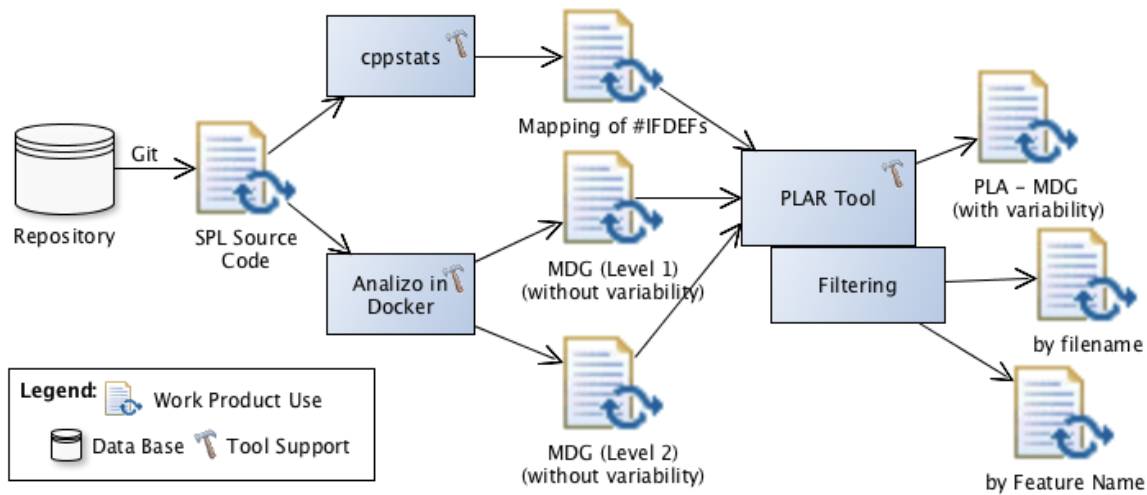 cppstats
Mapping of #IFDEFs
Git
Repository
SPL Source
Code
Analizo in
Docker
MDG (Level 1)
(without variability)
MDG (Level 2)
(without variability)
PLAR Tool
Filtering
PLA - MDG
(with variability)
by filename
by Feature Name
Legend:
Work Product Use
Data Base
Tool Support